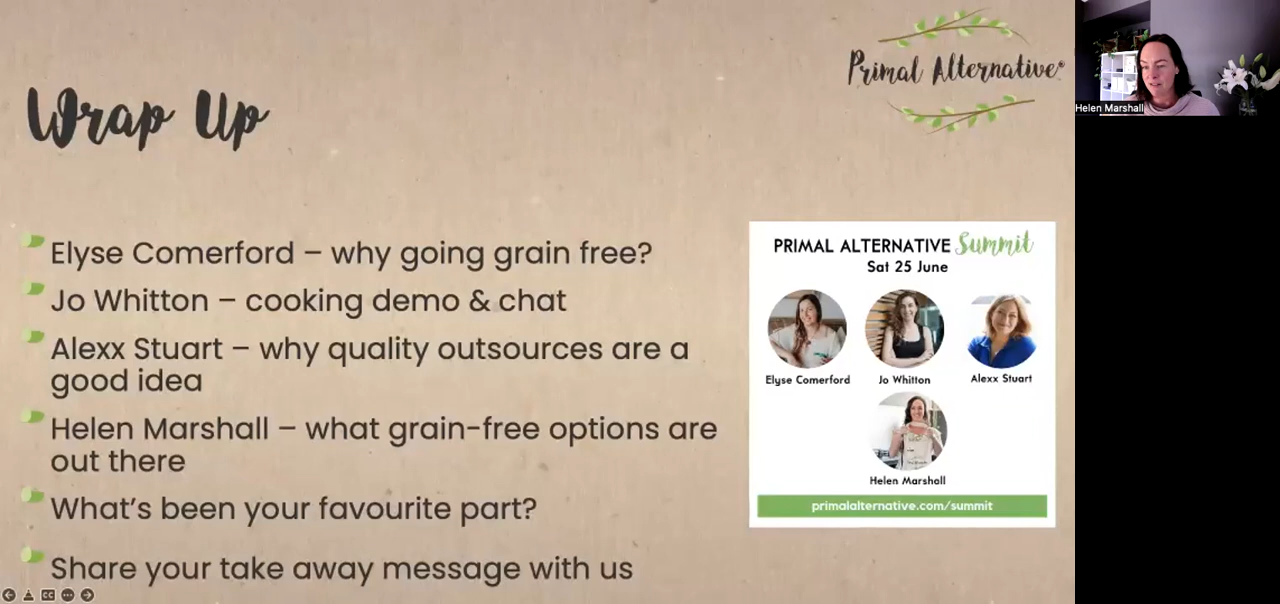 Primal Alternative®
Helen Marshall
Wrap Up
Elyse Comerford – why going grain free?
Jo Whitton – cooking demo & chat
Alexx Stuart – why quality outsources are a
good idea
Helen Marshall – what grain-free options are
out there
What's been your favourite part?
Share your take away message with us
PRIMAL ALTERNATIVE Summit
Sat 25 June
Elyse Comerford
Jo Whitton
Alexx Stuart
Helen Marshall
primalalternative.com/summit
CC